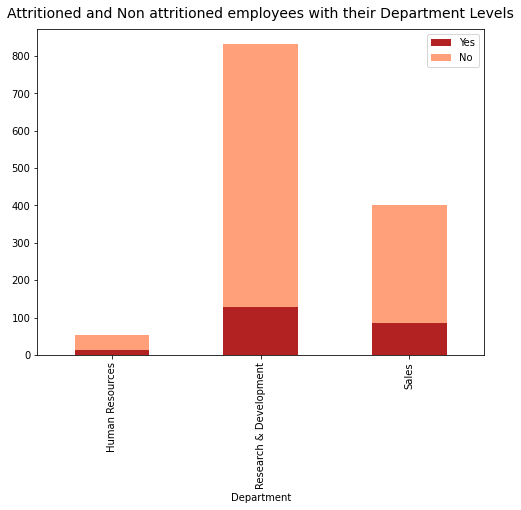 Attritioned and Non attritioned employees with their Department Levels
Yes
No
800
700
600
500
400
300
200
100
0
Human Resources
Research & Development
Sales
Department